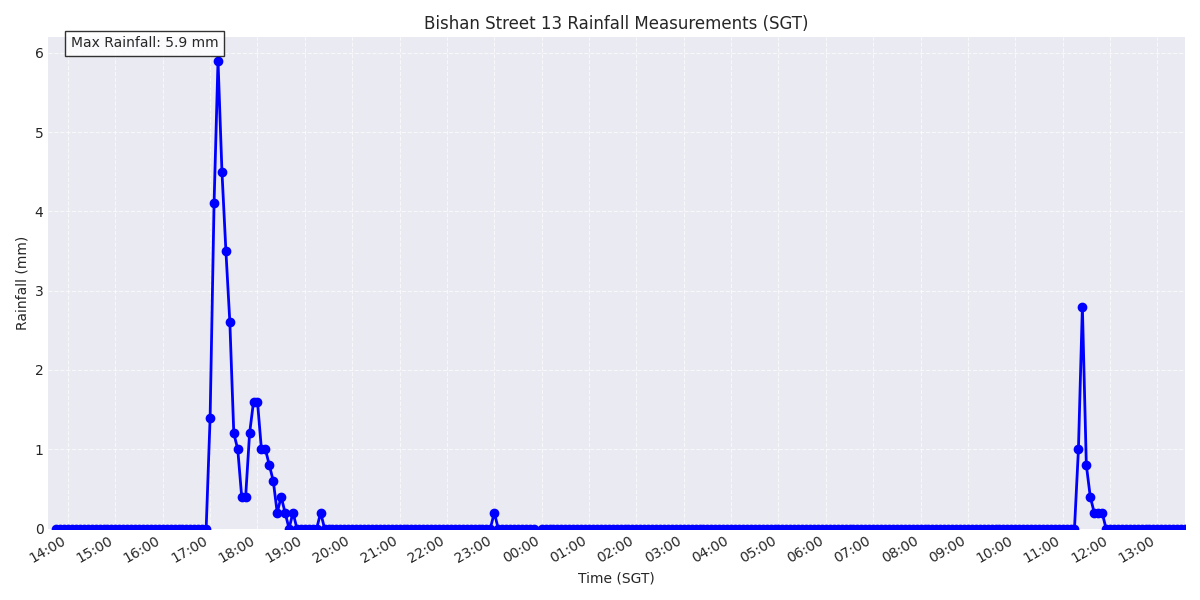 Bishan Street 13 Rainfall Measurements (SGT)
Max Rainfall: 5.9 mm
Rainfall (mm)
6
5
4
3
2
1
0
14:00 15:00 16:00 17:00 18:00 19:00 20:00 21:00 22:00 23:00 00:00 01:00 02:00 03:00 04:00 05:00 06:00 07:00 08:00 09:00 10:00 11:00 12:00 13:00
Time (SGT)